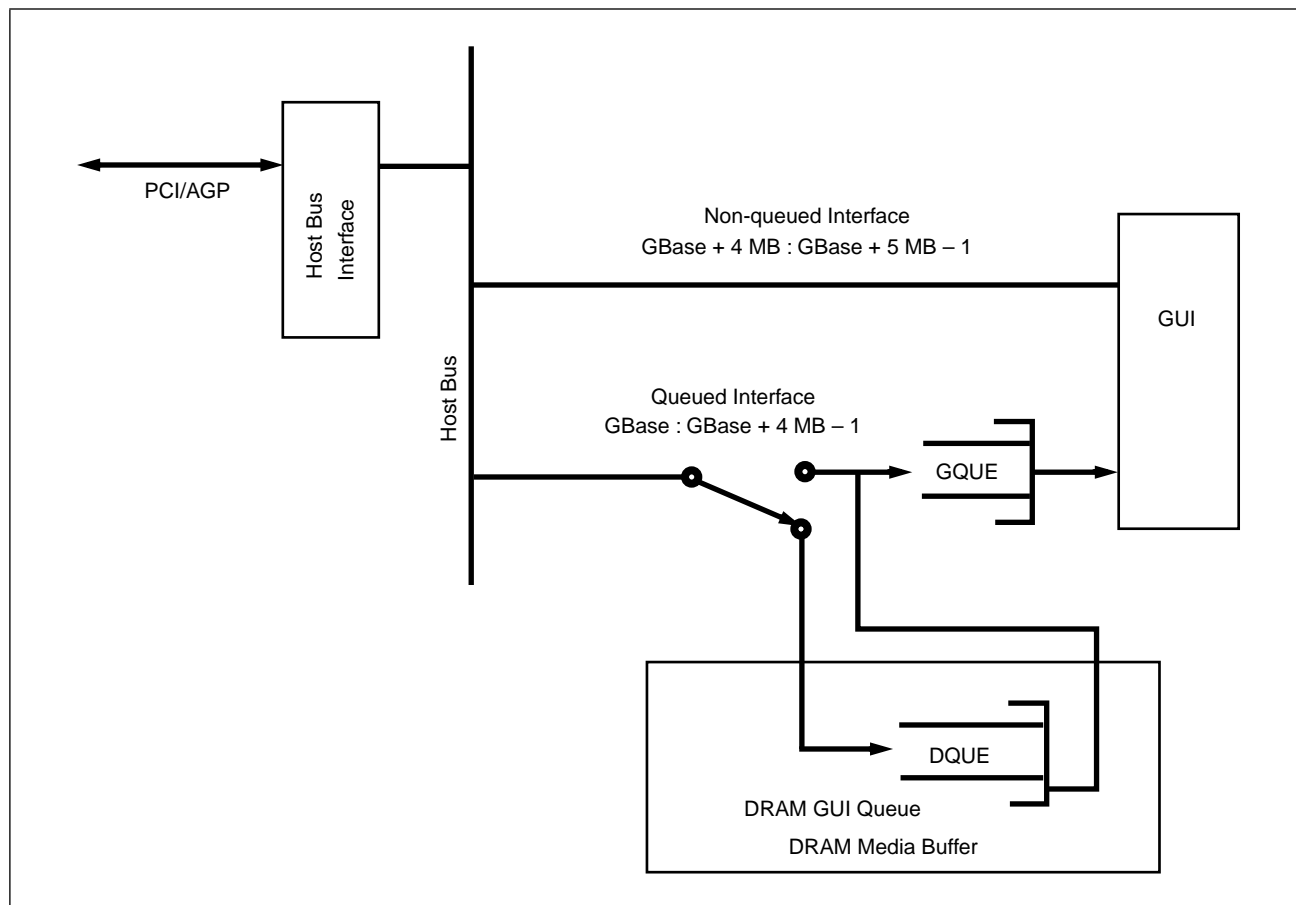 PCI/AGP
Host Bus
Interface
Host Bus
Non-queued Interface
GBase + 4 MB : GBase + 5 MB – 1
GUI
Queued Interface
GBase : GBase + 4 MB – 1
GQUE
DQUE
DRAM GUI Queue
DRAM Media Buffer